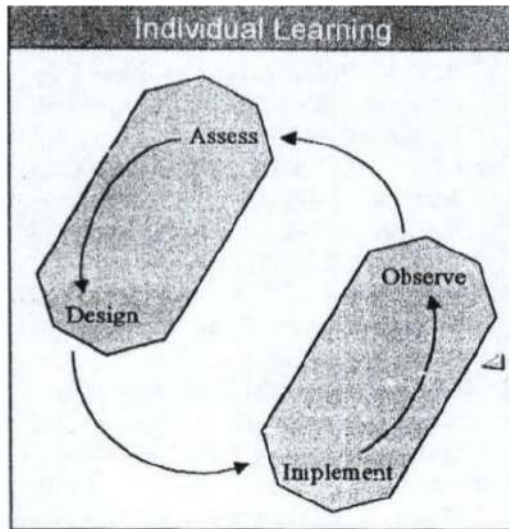 Individual Learning
Assess
Observe
Design
Implement